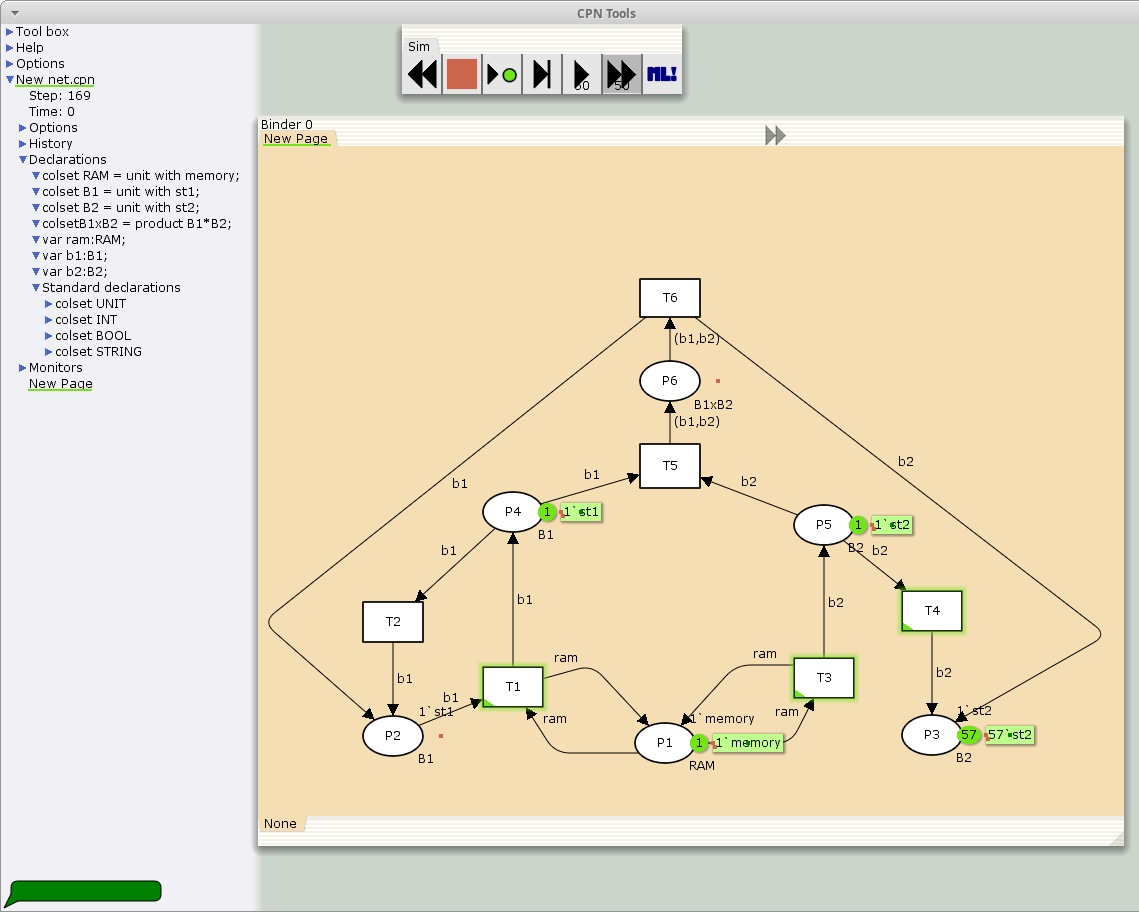 CPN Tools
Tool box
Help
Options
New net.cpn
Step: 169
Time: 0
Options
History
Declarations
colset RAM = unit with memory;
colset B1 = unit with st1;
colset B2 = unit with st2;
colsetB1xB2 = product B1*B2;
var ram:RAM;
var b1:B1;
var b2:B2;
Standard declarations
colset UNIT
colset INT
colset BOOL
colset STRING
Monitors
New Page
Sim
50
ML!
Binder 0
New Page
T6
(b1,b2)
P6
B1xB2
(b1,b2)
b2
T5
b1
b2
b1
P4
1
1`st1
B1
P5
1
1`st2
B2
b2
b1
b1
b2
T2
T4
ram
ram
b1
T1
T3
b2
b1
1`st1
ram
ram
1`memory
1`st2
P2
B1
P1
1
1`memory
RAM
P3
57
57`st2
B2
None